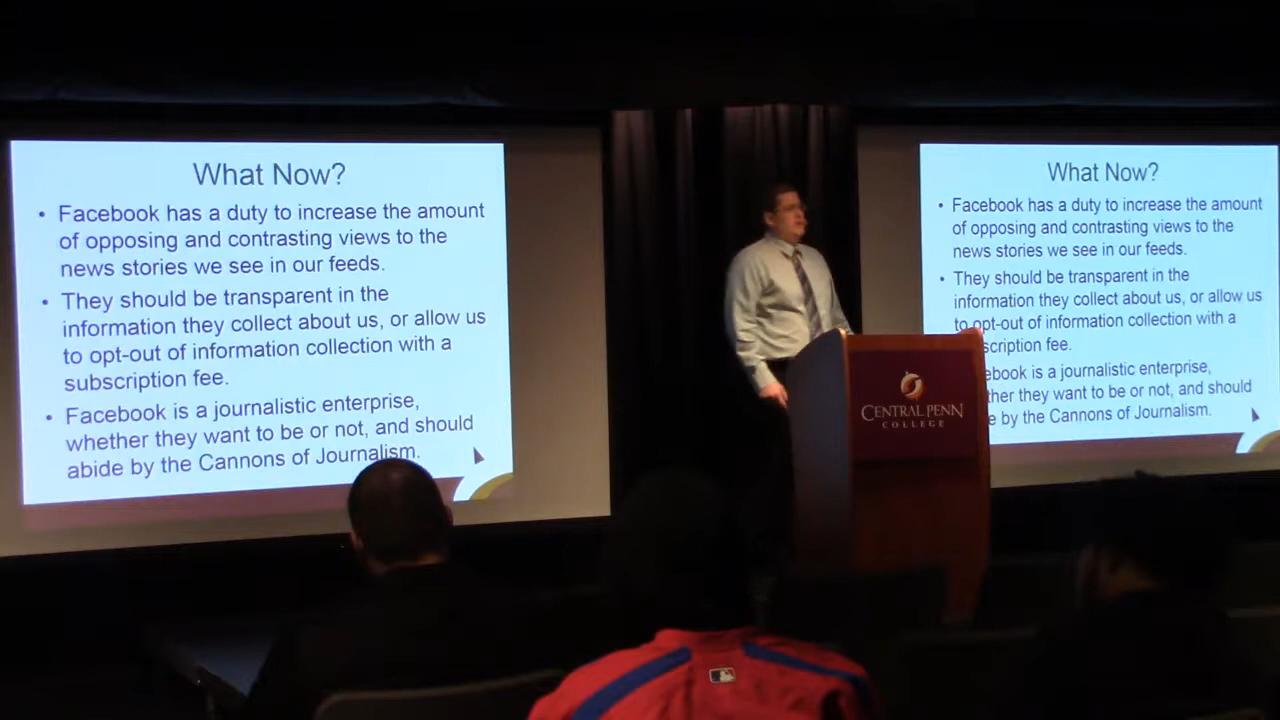 What Now?
• Facebook has a duty to increase the amount
of opposing and contrasting views to the
news stories we see in our feeds.
• They should be transparent in the
information they collect about us, or allow us
to opt-out of information collection with a
subscription fee.
• Facebook is a journalistic enterprise,
whether they want to be or not, and should
abide by the Cannons of Journalism.
CENTRAL PENN
COLLEGE
What Now?
• Facebook has a duty to increase the amount
of opposing and contrasting views to the
news stories we see in our feeds.
• They should be transparent in the
information they collect about us, or allow us
to opt-out of information collection with a
scription fee.
ebook is a journalistic enterprise,
ther they want to be or not, and should
e by the Cannons of Journalism.